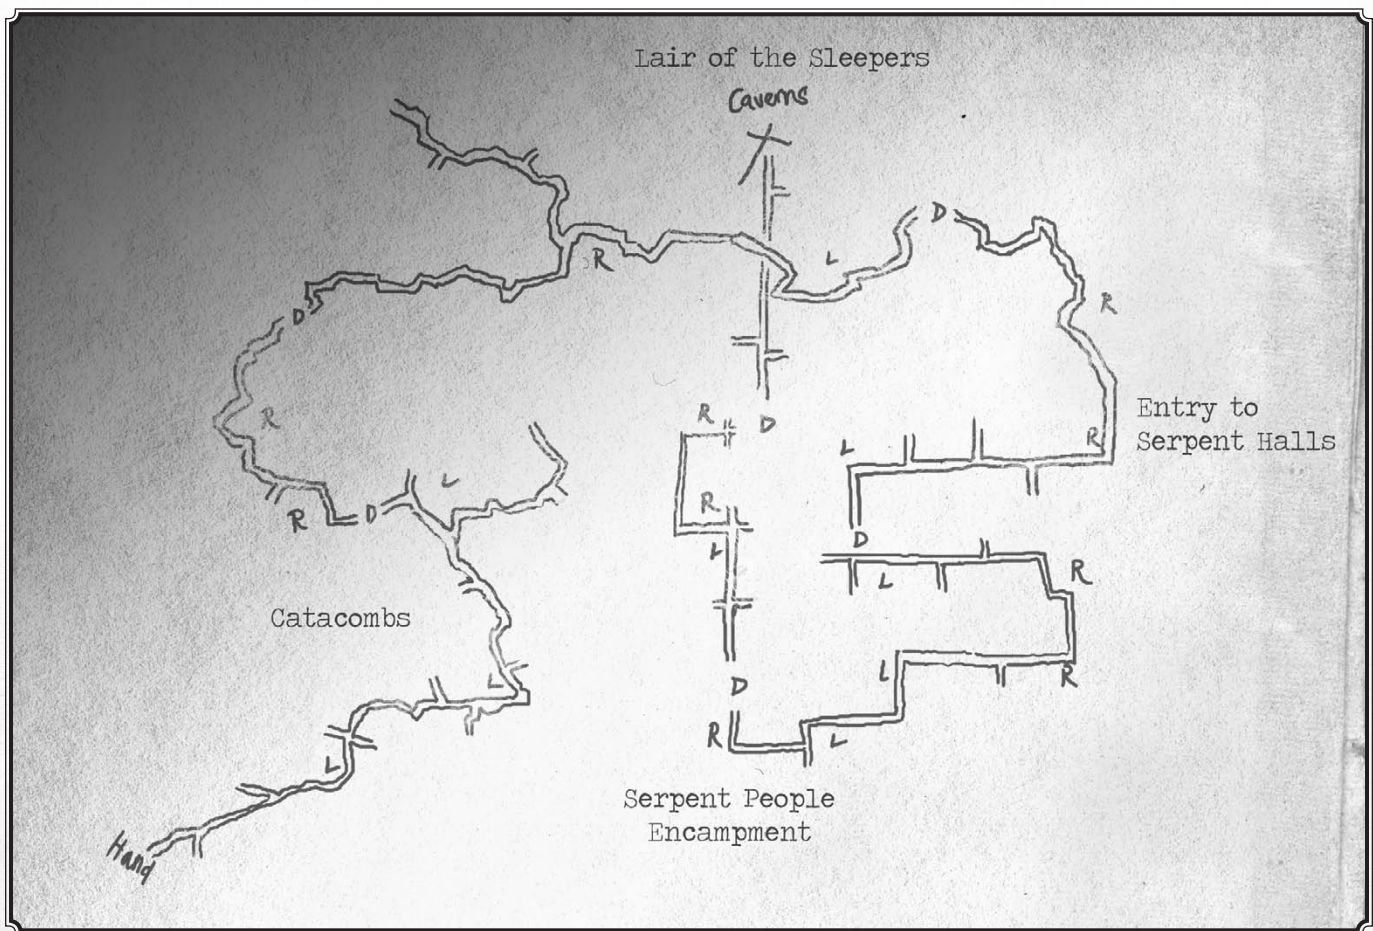 Lair of the Sleepers
Caverns
D
L
R
R
D
R
Entry to
Serpent Halls
R
D
R
L
L
R
R
D
L
D
R
L
R
L
Catacombs
R
L
L
D
R
L
L
Serpent People
Encampment
Hand